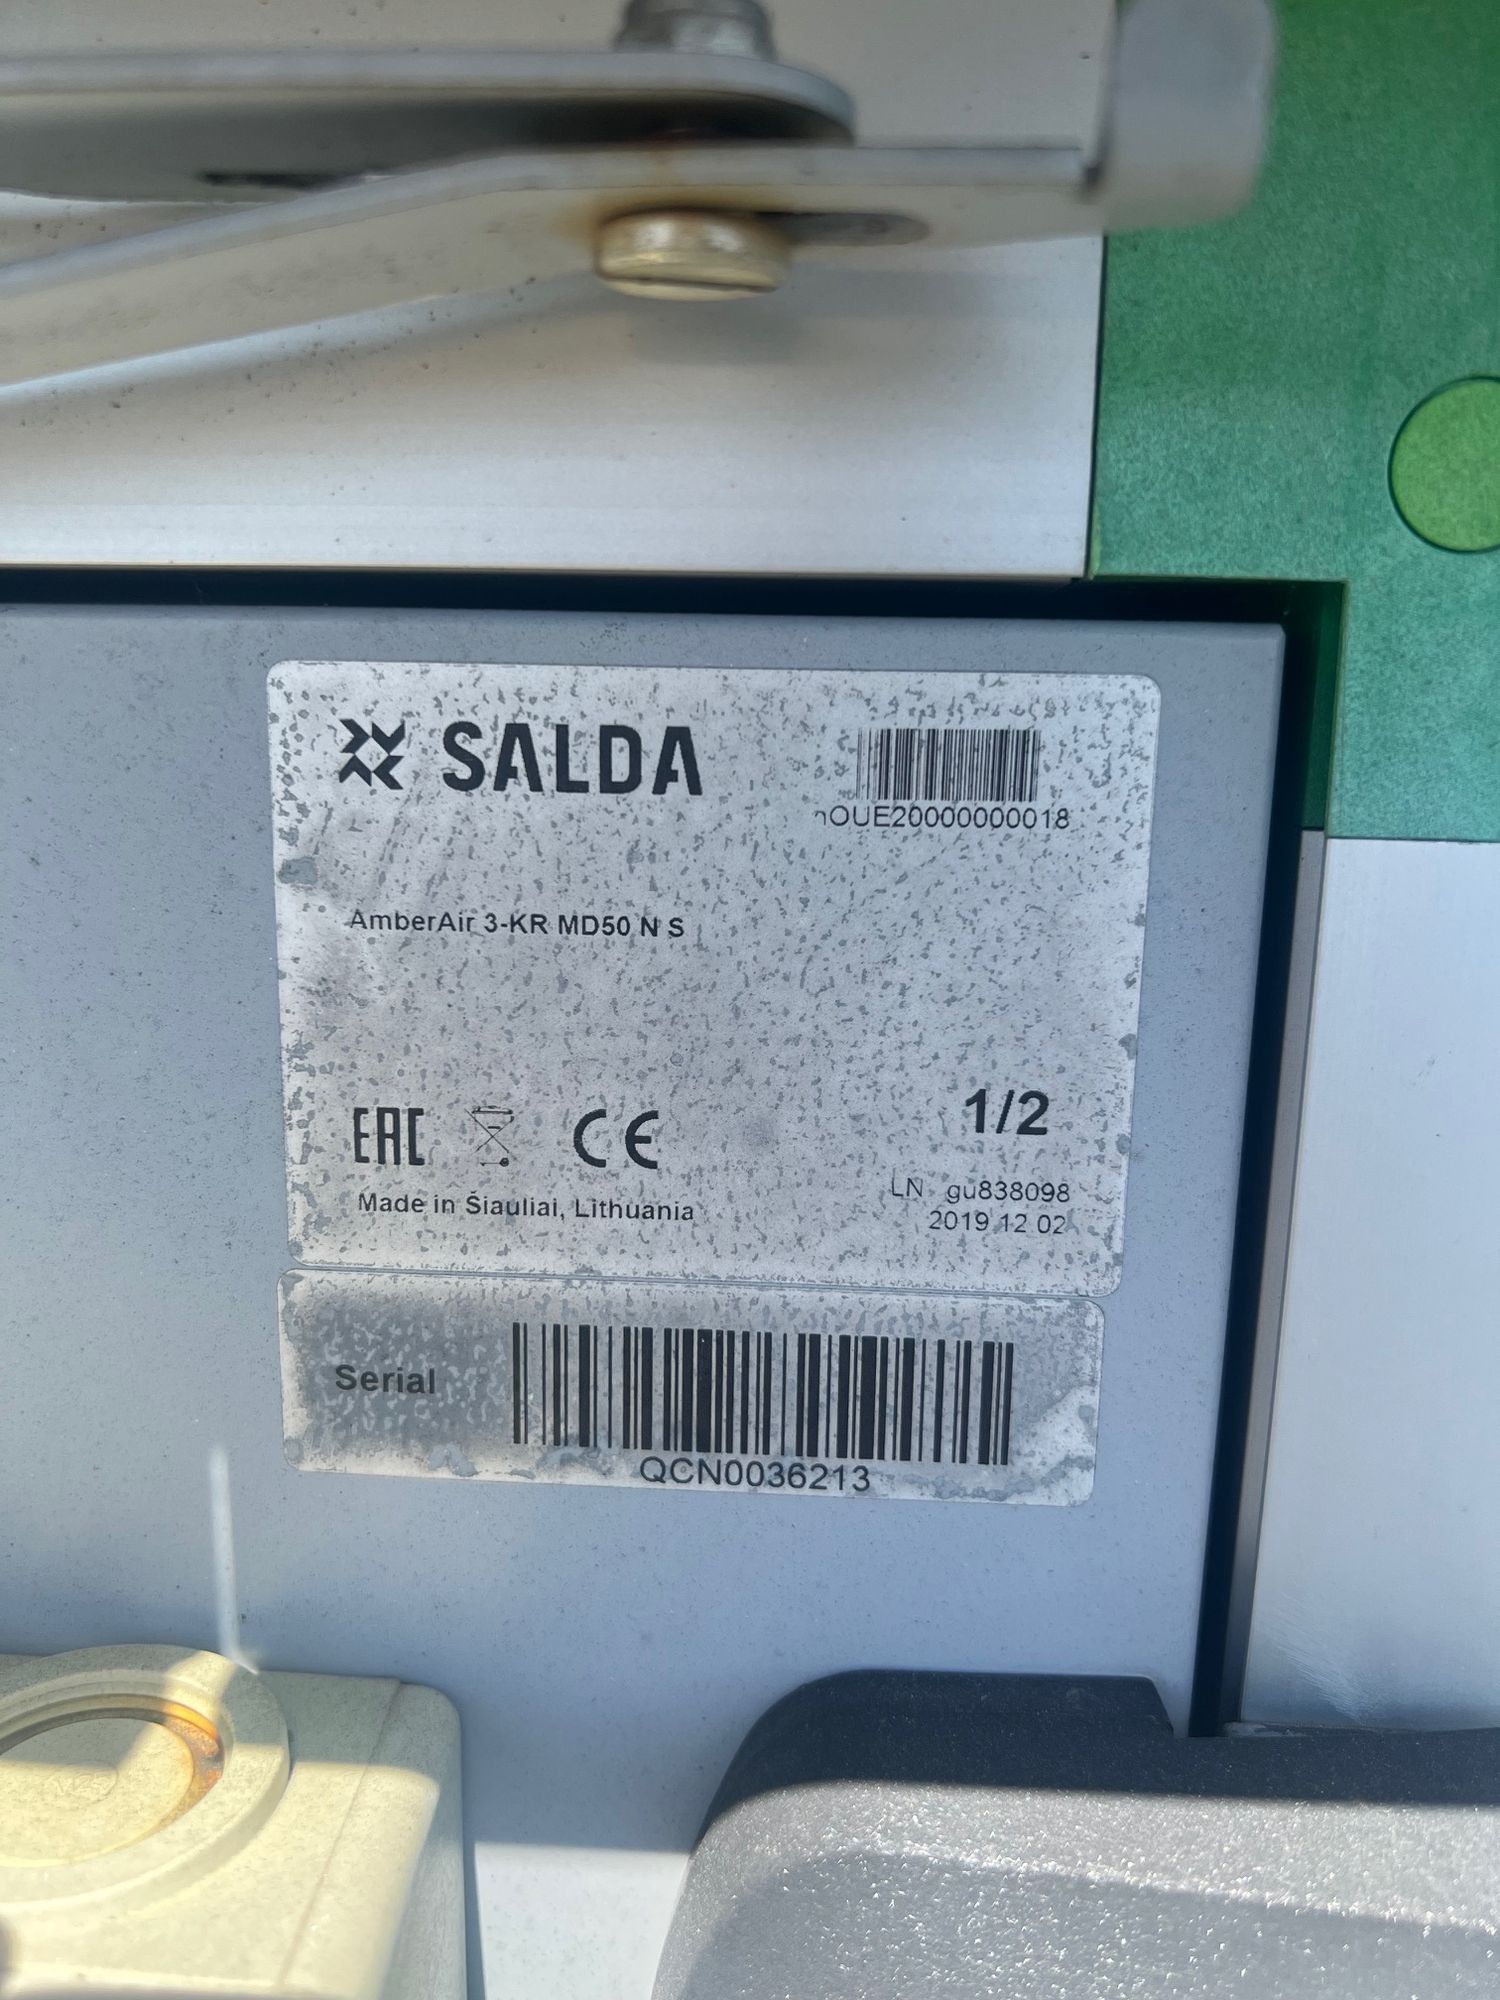 SALDA
OUE20000000018
AmberAir 3-KR MD50 N S
EAC
CE
1/2
Made in Šiauliai, Lithuania
LN gu838098
2019 12 02
Serial
QCN0036213